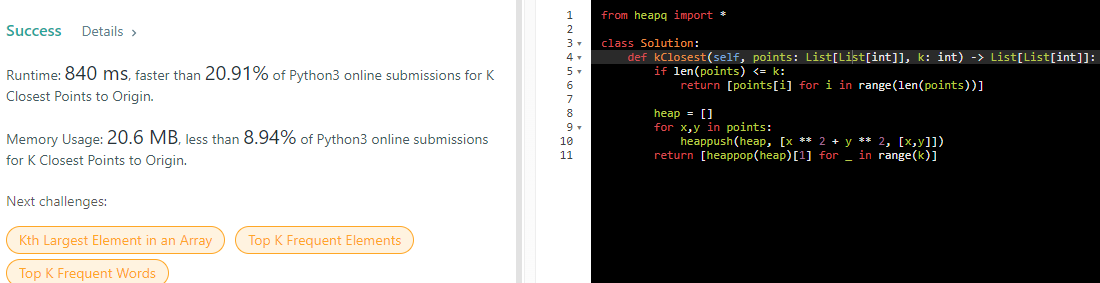 Success Details >
Runtime: 840 ms, faster than 20.91% of Python3 online submissions for K
Closest Points to Origin.
Memory Usage: 20.6 MB, less than 8.94% of Python3 online submissions
for K Closest Points to Origin.
Next challenges:
Kth Largest Element in an Array Top K Frequent Elements
Top K Frequent Words
1 from heapq import *
2
3 class Solution:
4     def kClosest(self, points: List[List[int]], k: int) -> List[List[int]]:
5         if len(points) <= k:
6             return [points[i] for i in range(len(points))]
7
8         heap = []
9         for x,y in points:
10             heappush(heap, [x ** 2 + y ** 2, [x,y]])
11         return [heappop(heap)[1] for _ in range(k)]